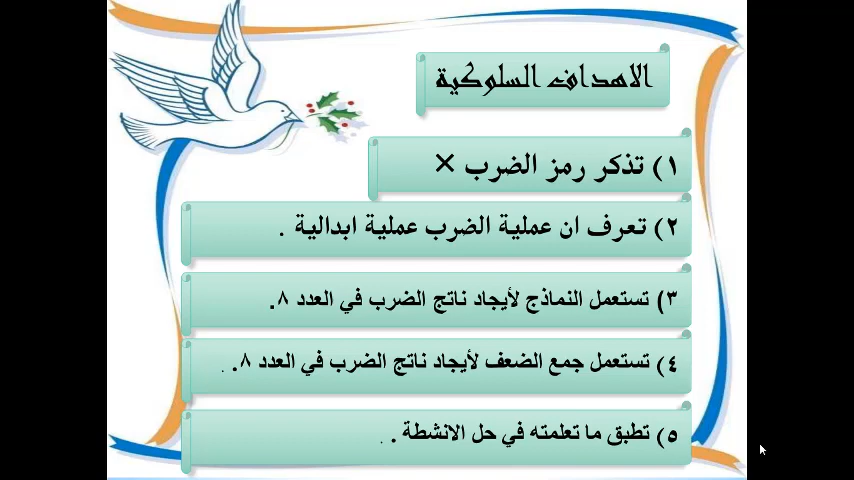 الاهداف السلوكية
١) تذكر رمز الضرب ×
٢) تعرف ان عملية الضرب عملية ابدالية .
٣) تستعمل النماذج لأيجاد ناتج الضرب في العدد ٨.
٤) تستعمل جمع الضعف لأيجاد ناتج الضرب في العدد ٨. .
٥) تطبق ما تعلمته في حل الانشطة . .